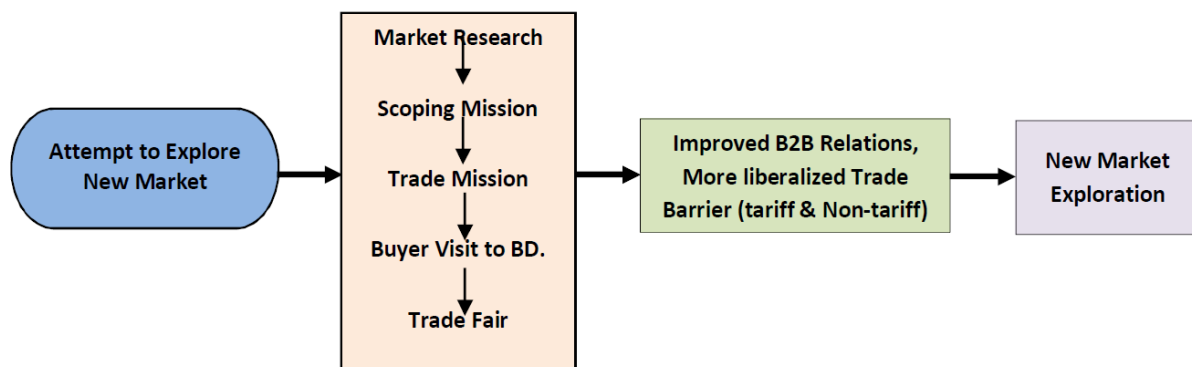 Attempt to Explore
New Market
Market Research
Scoping Mission
Trade Mission
Buyer Visit to BD.
Trade Fair
Improved B2B Relations,
More liberalized Trade
Barrier (tariff & Non-tariff)
New Market
Exploration